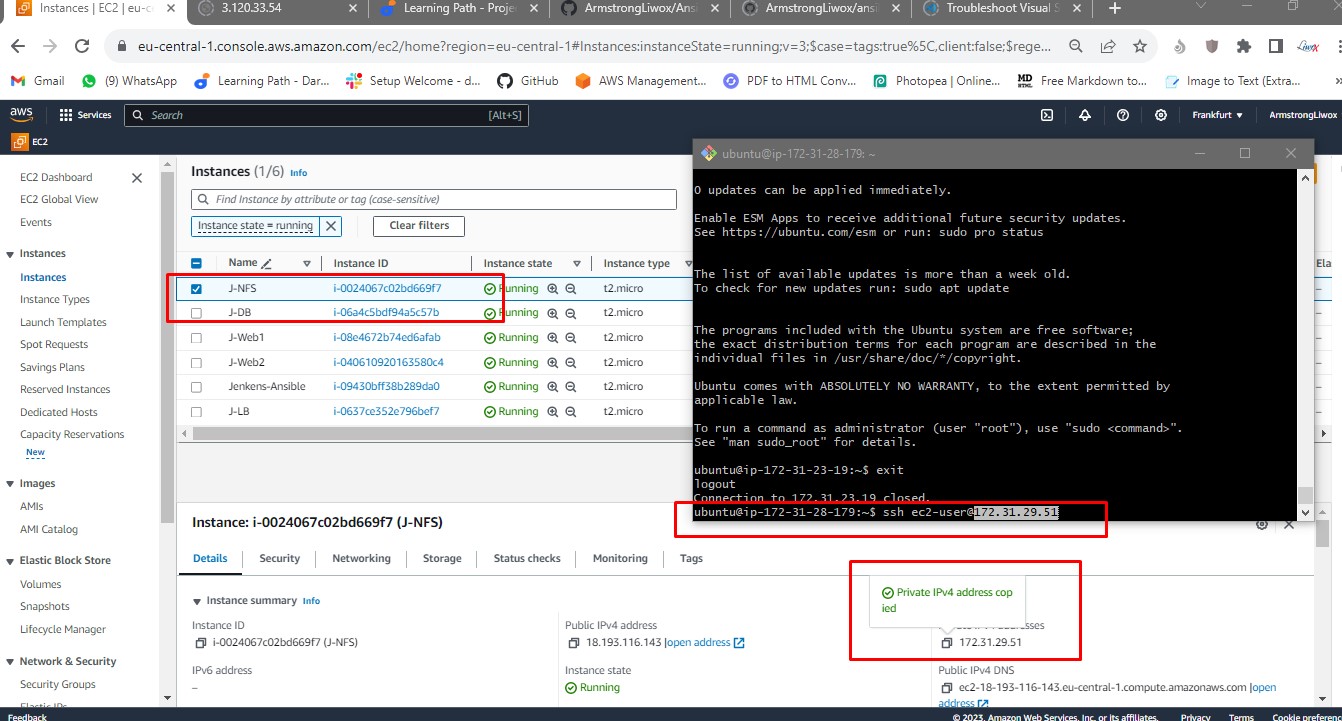 Instances | EC2 | eu-c
3.120.33.54
Learning Path - Proje
ArmstrongLiwox/Ansi
ArmstrongLiwox/ansi
Troubleshoot Visual S
eu-central-1.console.aws.amazon.com/ec2/home?region=eu-central-1#Instances:instanceState=running;v=3;$case=tags:true%5C,client:false;$rege...
Gmail
(9) WhatsApp
Learning Path - Dar...
Setup Welcome - d...
GitHub
AWS Management...
PDF to HTML Conv...
Photopea | Online...
Free Markdown to...
Image to Text (Extra...
aws
Services
Search
[Alt+S]
Frankfurt
ArmstrongLiwox
EC2
EC2 Dashboard
EC2 Global View
Events
Instances
Instances
Instance Types
Launch Templates
Spot Requests
Savings Plans
Reserved Instances
Dedicated Hosts
Capacity Reservations
New
Images
AMIs
AMI Catalog
Elastic Block Store
Volumes
Snapshots
Lifecycle Manager
Network & Security
Security Groups
Elastic IPs
Instances (1/6) Info
Find Instance by attribute or tag (case-sensitive)
Instance state = running
Clear filters
Name Instance ID Instance state Instance type
Ela
J-NFS i-0024067c02bd669f7 Running t2.micro
J-DB i-06a4c5bdf94a5c57b Running t2.micro
J-Web1 i-08e4672b74ed6afab Running t2.micro
J-Web2 i-040610920163580c4 Running t2.micro
Jenkens-Ansible i-09430bff38b289da0 Running t2.micro
J-LB i-0637ce352e796bef7 Running t2.micro
ubuntu@ip-172-31-28-179: ~
0 updates can be applied immediately.
Enable ESM Apps to receive additional future security updates.
See https://ubuntu.com/esm or run: sudo pro status
The list of available updates is more than a week old.
To check for new updates run: sudo apt update
The programs included with the Ubuntu system are free software;
the exact distribution terms for each program are described in the
individual files in /usr/share/doc/*/copyright.
Ubuntu comes with ABSOLUTELY NO WARRANTY, to the extent permitted by
applicable law.
To run a command as administrator (user "root"), use "sudo <command>".
See "man sudo_root" for details.
ubuntu@ip-172-31-23-19:~$ exit
logout
Connection to 172.31.23.19 closed.
ubuntu@ip-172-31-28-179:~$ ssh ec2-user@172.31.29.51
Instance: i-0024067c02bd669f7 (J-NFS)
Details
Security
Networking
Storage
Status checks
Monitoring
Tags
Instance summary Info
Instance ID
i-0024067c02bd669f7 (J-NFS)
IPv6 address
–
Public IPv4 address
18.193.116.143 |open address
Instance state
Running
Private IPv4 address cop
ied
172.31.29.51
Public IPv4 DNS
ec2-18-193-116-143.eu-central-1.compute.amazonaws.com |open
address
Feedback
© 2023, Amazon Web Services, Inc. or its affiliates.
Privacy
Terms
Cookie preferenc